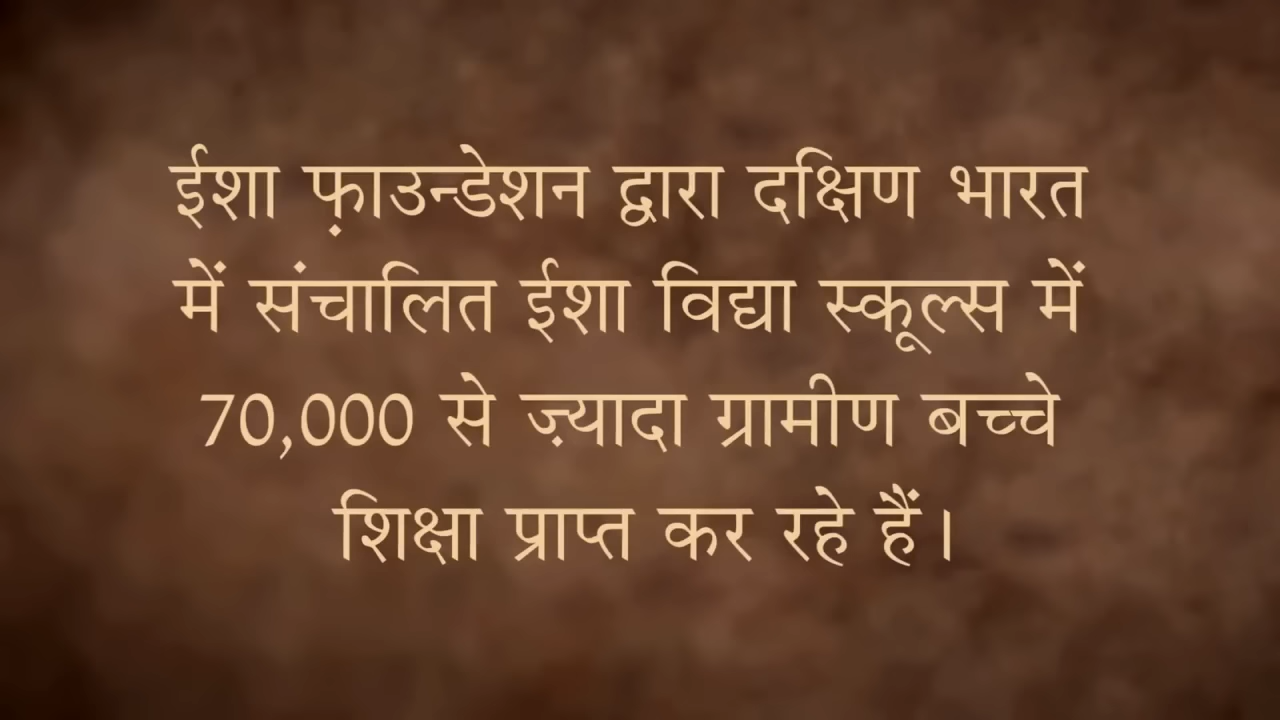 ईशा फ़ाउन्डेशन द्वारा दक्षिण भारत
में संचालित ईशा विद्या स्कूल्स में
70,000 से ज़्यादा ग्रामीण बच्चे
शिक्षा प्राप्त कर रहे हैं।